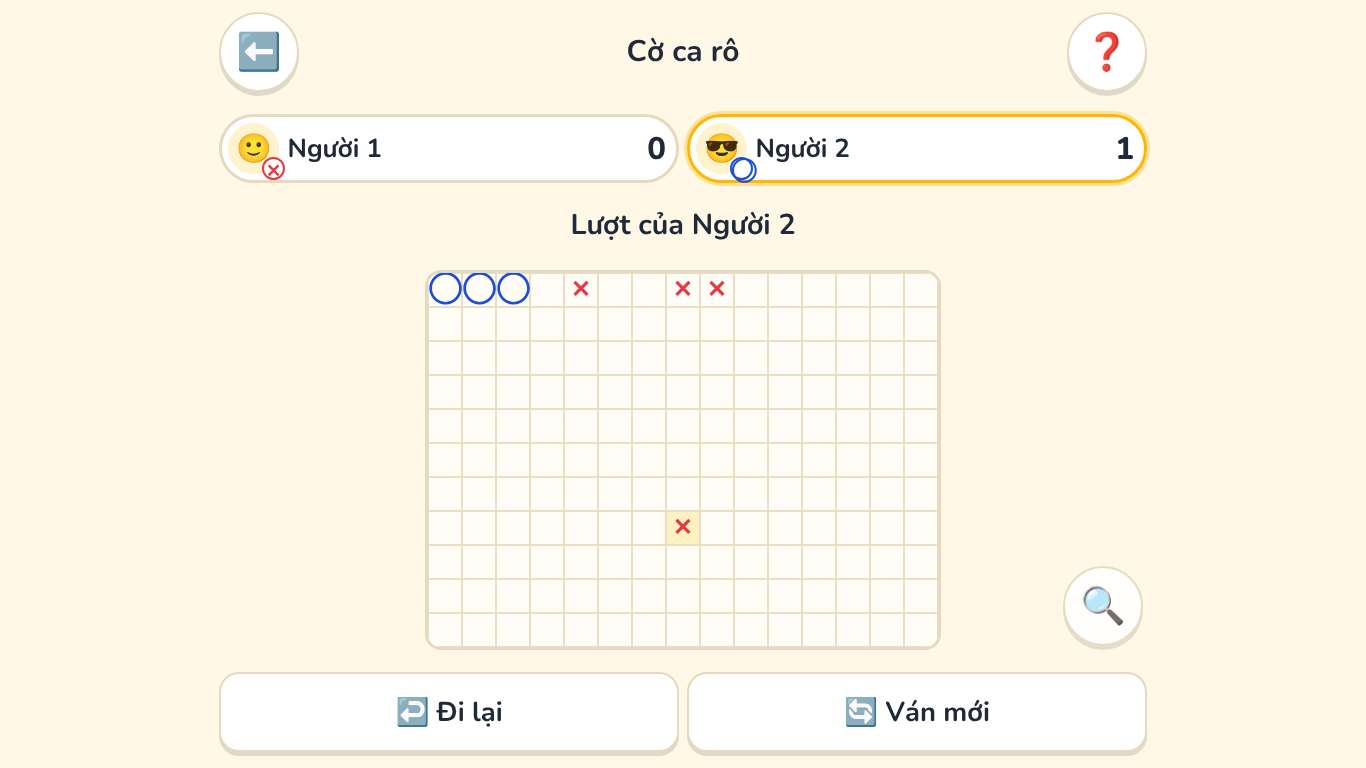 Cờ ca rô
Người 1
0
Người 2
1
Lượt của Người 2
Đi lại
Ván mới